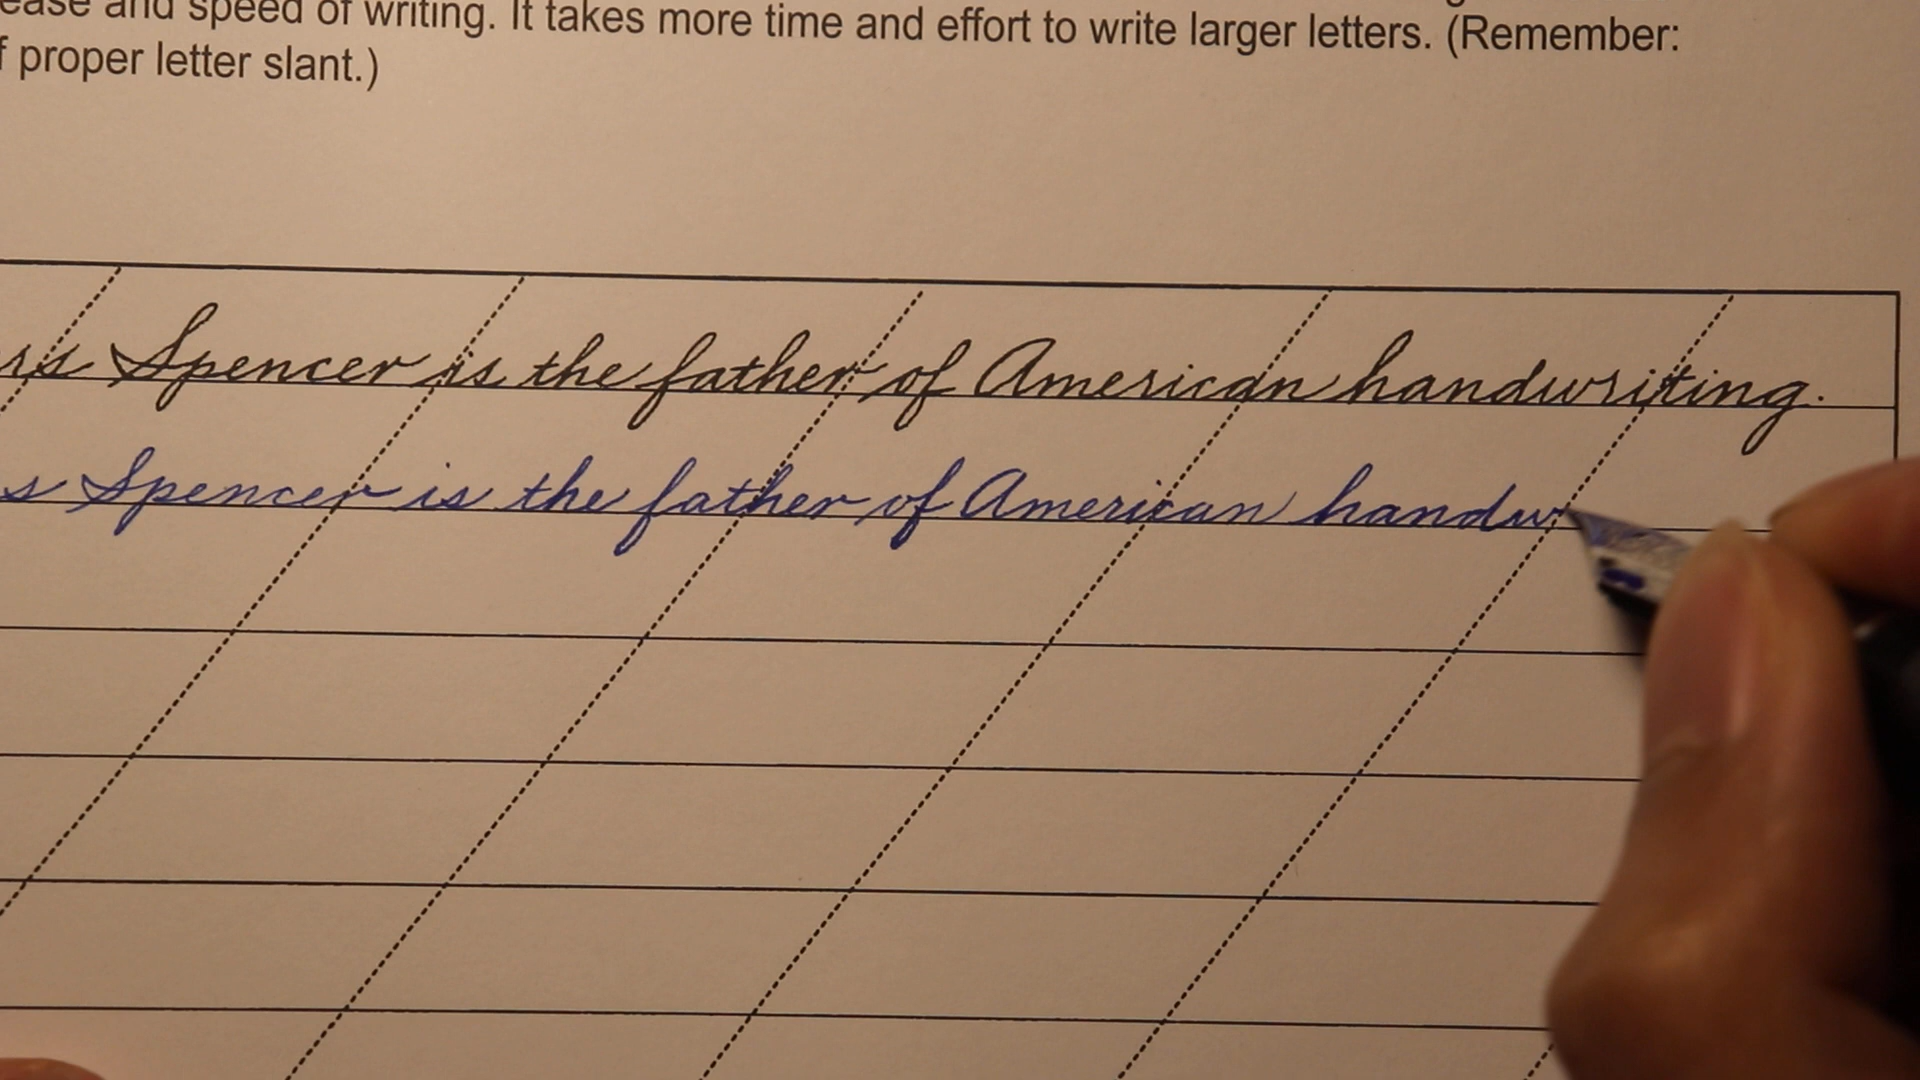 ease and speed of writing. It takes more time and effort to write larger letters. (Remember:
proper letter slant.)
Spencer is the father of American handwriting.
Spencer is the father of American handw